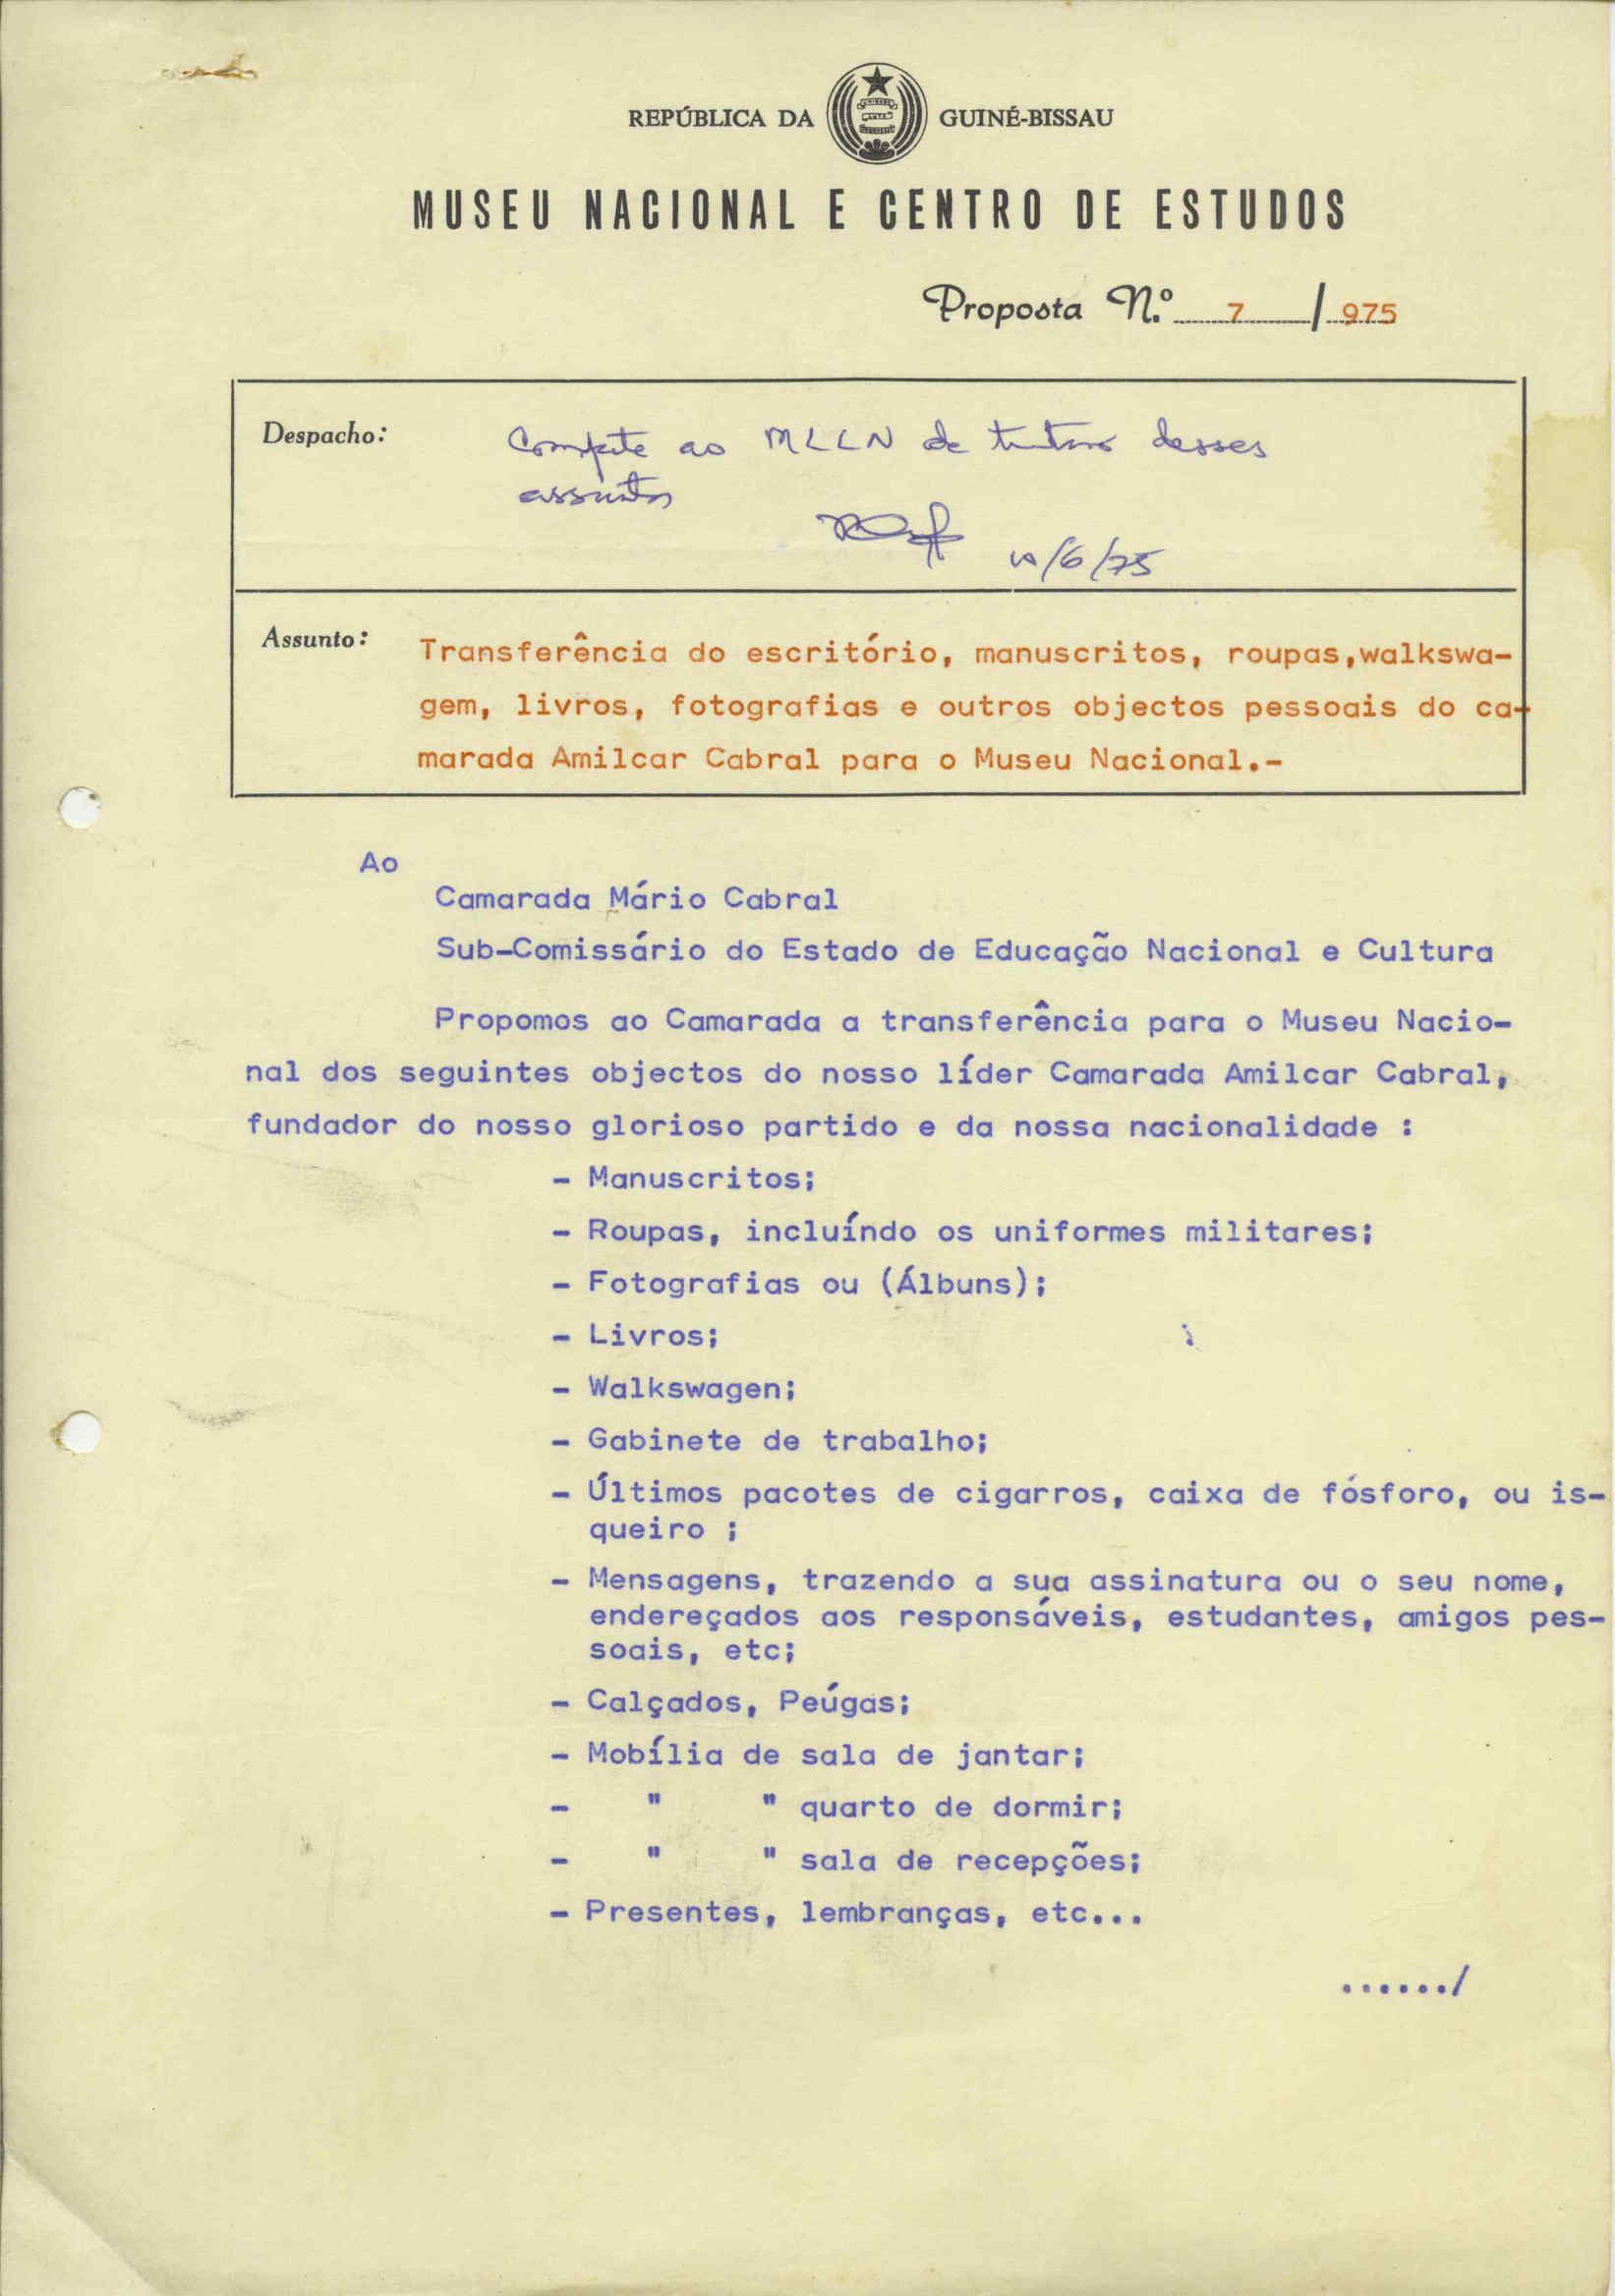 REPÚBLICA DA GUINÉ-BISSAU
MUSEU NACIONAL E CENTRO DE ESTUDOS
Proposta N.º 7 / 975
Despacho: Compete ao MLLN de desses
assuntos
/6/75
Assunto: Transferência do escritório, manuscritos, roupas,walkswa-
gem, livros, fotografias e outros objectos pessoais do ca-
marada Amilcar Cabral para o Museu Nacional.-
Ao
Camarada Mário Cabral
Sub-Comissário do Estado de Educação Nacional e Cultura
Propomos ao Camarada a transferência para o Museu Nacio-
nal dos seguintes objectos do nosso líder Camarada Amilcar Cabral,
fundador do nosso glorioso partido e da nossa nacionalidade :
- Manuscritos;
- Roupas, incluíndo os uniformes militares;
- Fotografias ou (Álbuns);
- Livros;
- Walkswagen;
- Gabinete de trabalho;
- Últimos pacotes de cigarros, caixa de fósforo, ou is-
queiro ;
- Mensagens, trazendo a sua assinatura ou o seu nome,
endereçados aos responsáveis, estudantes, amigos pes-
soais, etc;
- Calçados, Peúgas;
- Mobília de sala de jantar;
- " " quarto de dormir;
- " " sala de recepções;
- Presentes, lembranças, etc...
....../